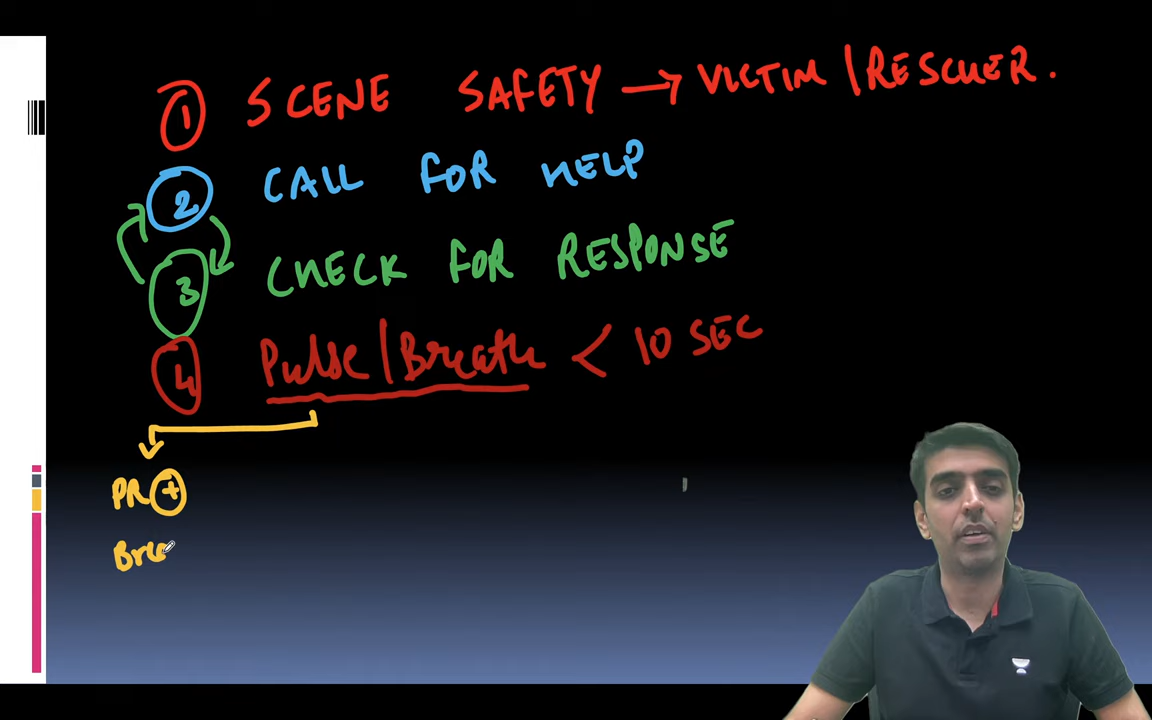 1 SCENE SAFETY → VICTIM / RESCUER.
2 CALL FOR HELP
3 CHECK FOR RESPONSE
4 Pulse / Breath < 10 SEC
PR +
Brea